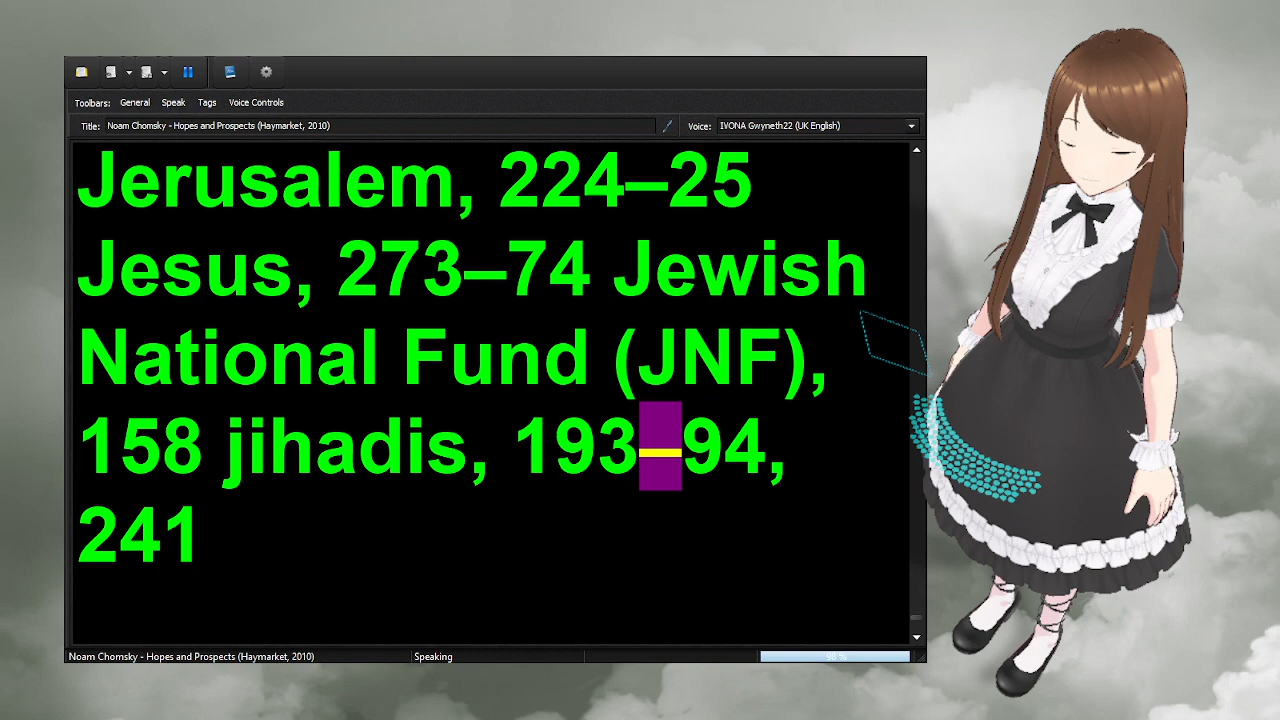 Toolbars: General Speak Tags Voice Controls
Title: Noam Chomsky - Hopes and Prospects (Haymarket, 2010) Voice: IVONA Gwyneth22 (UK English)
Jerusalem, 224–25
Jesus, 273–74 Jewish
National Fund (JNF),
158 jihadis, 193–94,
241
Noam Chomsky - Hopes and Prospects (Haymarket, 2010) Speaking 98 %